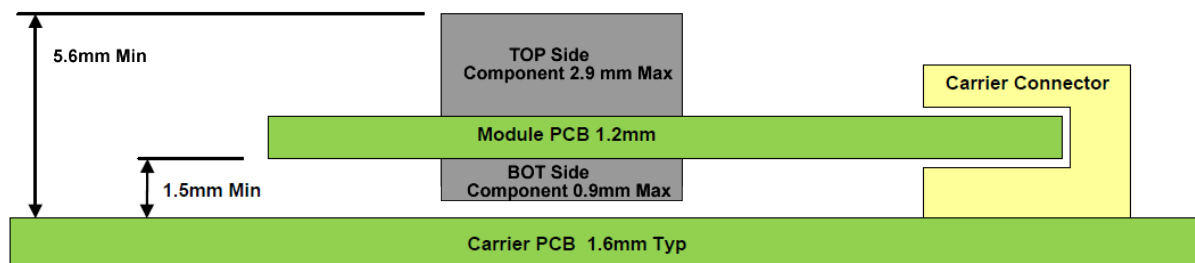 5.6mm Min
TOP Side
Component 2.9 mm Max
Carrier Connector
Module PCB 1.2mm
1.5mm Min
BOT Side
Component 0.9mm Max
Carrier PCB  1.6mm Typ